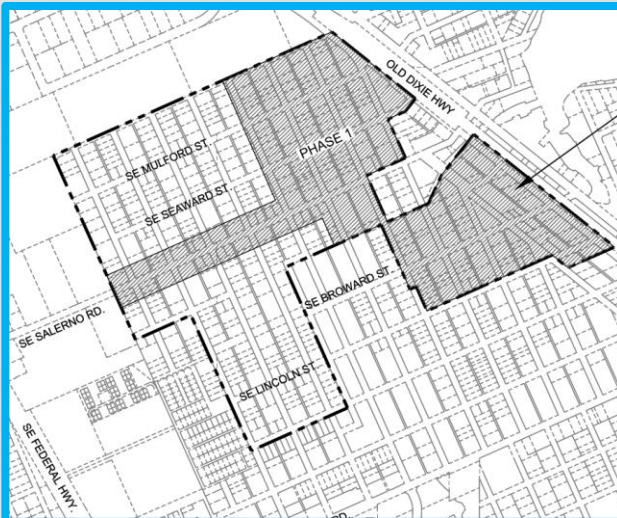 OLD DIXIE HWY
PHASE 1
SE MULFORD ST.
SE SEAWARD ST.
SE BROWARD ST.
SE SALERNO RD.
SE LINCOLN ST.
SE FEDERAL HWY
RD.